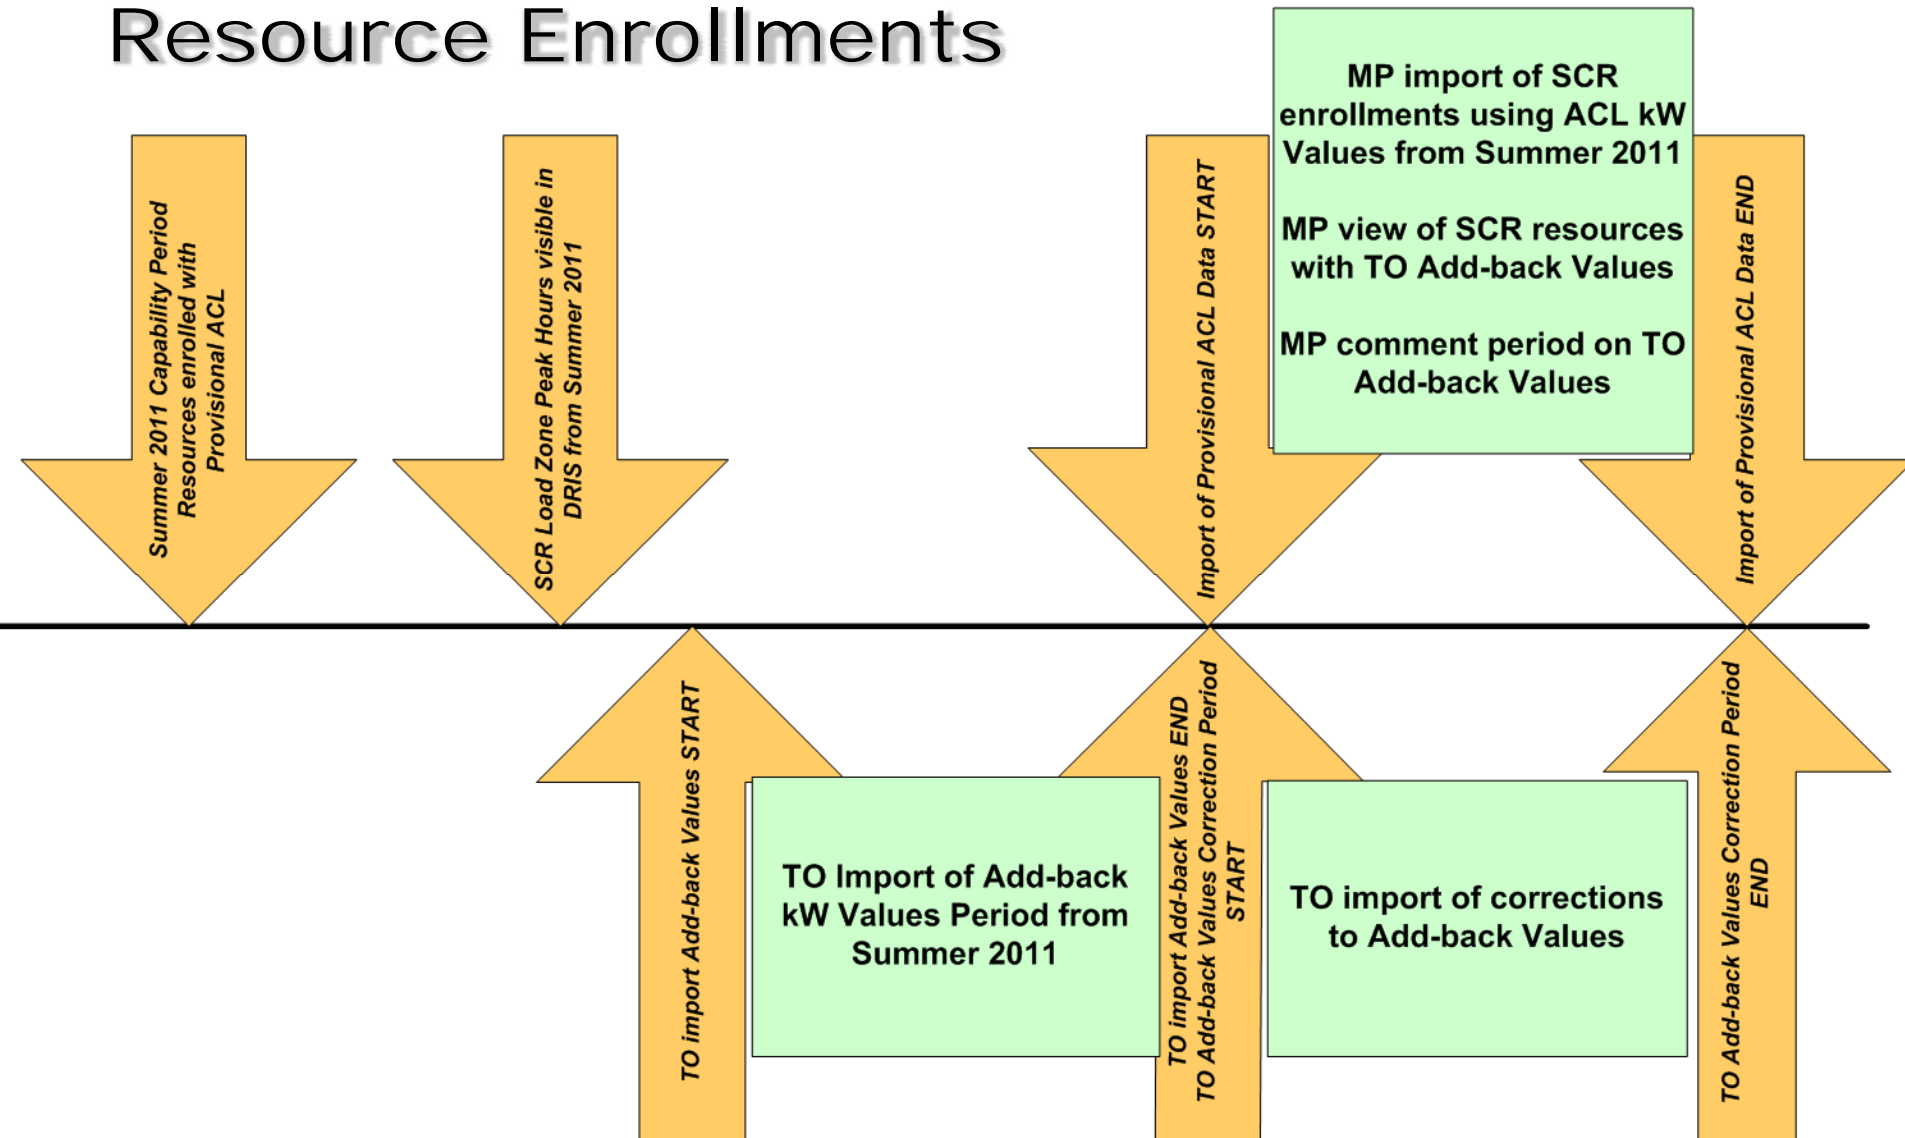 Resource Enrollments
Summer 2011 Capability Period
Resources enrolled with
Provisional ACL
SCR Load Zone Peak Hours visible in
DRIS from Summer 2011
Import of Provisional ACL Data START
MP import of SCR
enrollments using ACL kW
Values from Summer 2011
MP view of SCR resources
with TO Add-back Values
MP comment period on TO
Add-back Values
Import of Provisional ACL Data END
TO import Add-back Values START
TO Import of Add-back
kW Values Period from
Summer 2011
TO import Add-back Values END
TO Add-back Values Correction Period
START
TO import of corrections
to Add-back Values
TO Add-back Values Correction Period
END